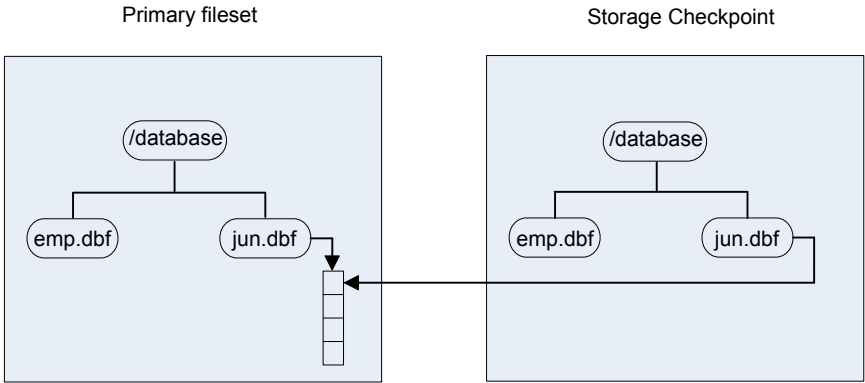 Primary fileset
Storage Checkpoint
/database
/database
emp.dbf
jun.dbf
emp.dbf
jun.dbf